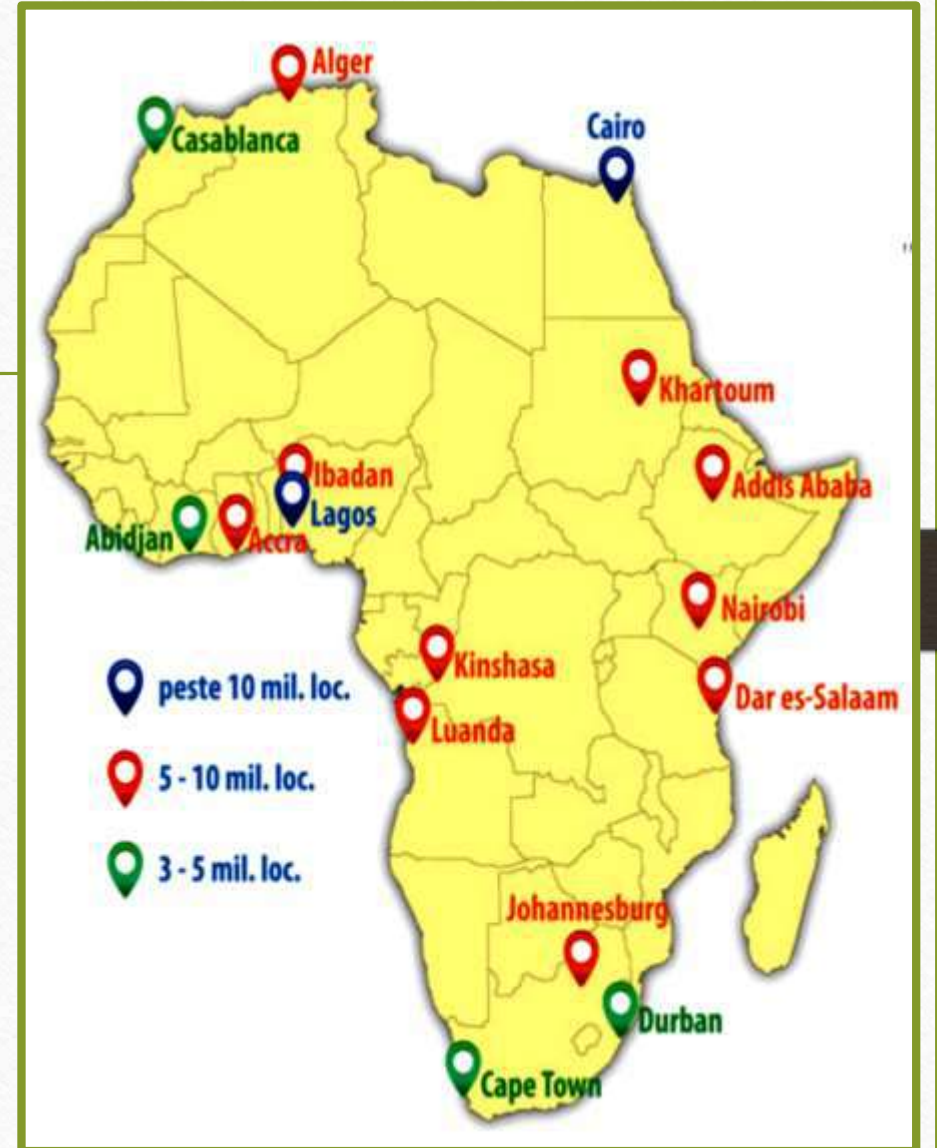 Alger
Casablanca
Cairo
Khartoum
Ibadan
Addis Ababa
Lagos
Abidjan
Accra
Nairobi
Kinshasa
peste 10 mil. loc.
Dar es-Salaam
Luanda
5 - 10 mil. loc.
3 - 5 mil. loc.
Johannesburg
Durban
Cape Town